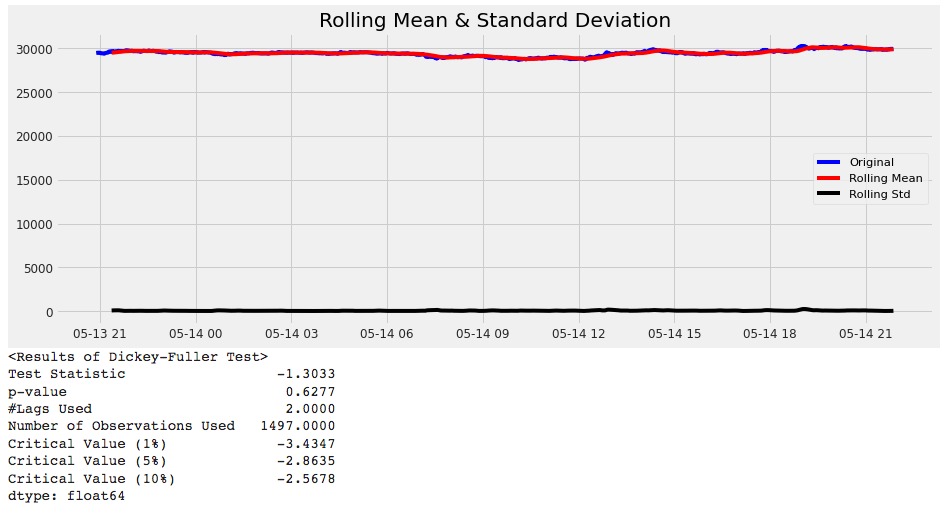 Rolling Mean & Standard Deviation
30000
25000
20000
15000
10000
5000
0
Original
Rolling Mean
Rolling Std
05-13 21 05-14 00 05-14 03 05-14 06 05-14 09 05-14 12 05-14 15 05-14 18 05-14 21
<Results of Dickey-Fuller Test>
Test Statistic -1.3033
p-value 0.6277
#Lags Used 2.0000
Number of Observations Used 1497.0000
Critical Value (1%) -3.4347
Critical Value (5%) -2.8635
Critical Value (10%) -2.5678
dtype: float64